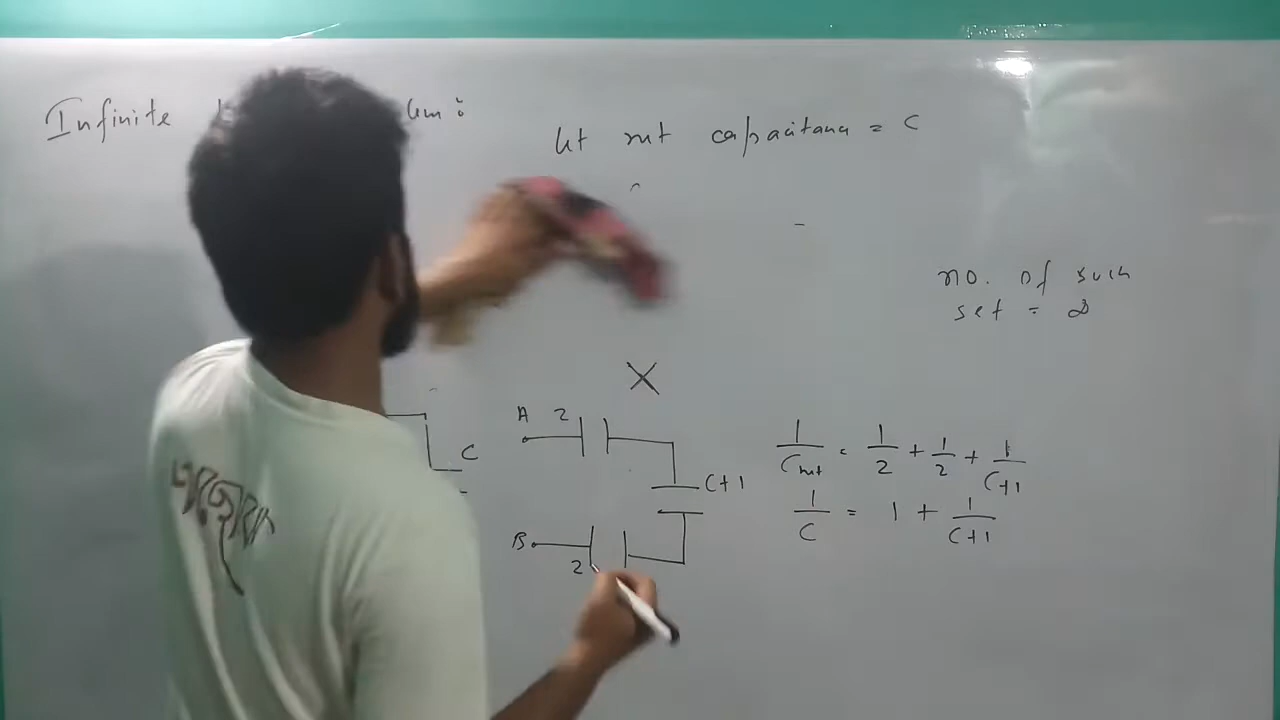 Infinite
let net capacitance = C
no. of such
set = ∞
C
A 2
C+1
B
2
1/Cnet = 1/2 + 1/2 + 1/C+1
1/C = 1 + 1/C+1